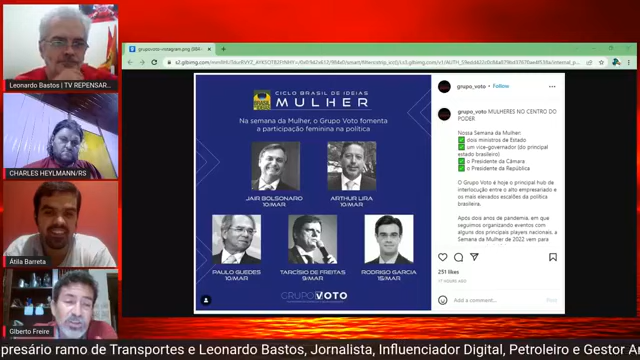 Leonardo Bastos | TV REPENSAR...
CHARLES HEYLMANN/RS
Átila Barreta
Gilberto Freire
CICLO BRASIL DE IDEIAS
MULHER
Na semana da Mulher, o Grupo Voto fomenta
a participação feminina na política
JAIR BOLSONARO
10/MAR
ARTHUR LIRA
10/MAR
PAULO GUEDES
10/MAR
TARCÍSIO DE FREITAS
9/MAR
RODRIGO GARCIA
15/MAR
GRUPO VOTO
grupo_voto • Follow
grupo_voto MULHERES NO CENTRO DO
PODER
Nossa Semana da Mulher:
dois ministros de Estado
um vice-governador (do principal
estado brasileiro)
o Presidente da Câmara
o Presidente da República
O Grupo Voto é hoje o principal hub de
interlocução entre o alto empresariado e
os mais elevados escalões da política
brasileira.
Após dois anos de pandemia, em que
seguimos organizando eventos com
alguns dos principais players nacionais, a
Semana da Mulher de 2022 vem para
251 likes
17 HOURS AGO
Add a comment...
Post
presário ramo de Transportes e Leonardo Bastos, Jornalista, Influenciador Digital, Petroleiro e Gestor A